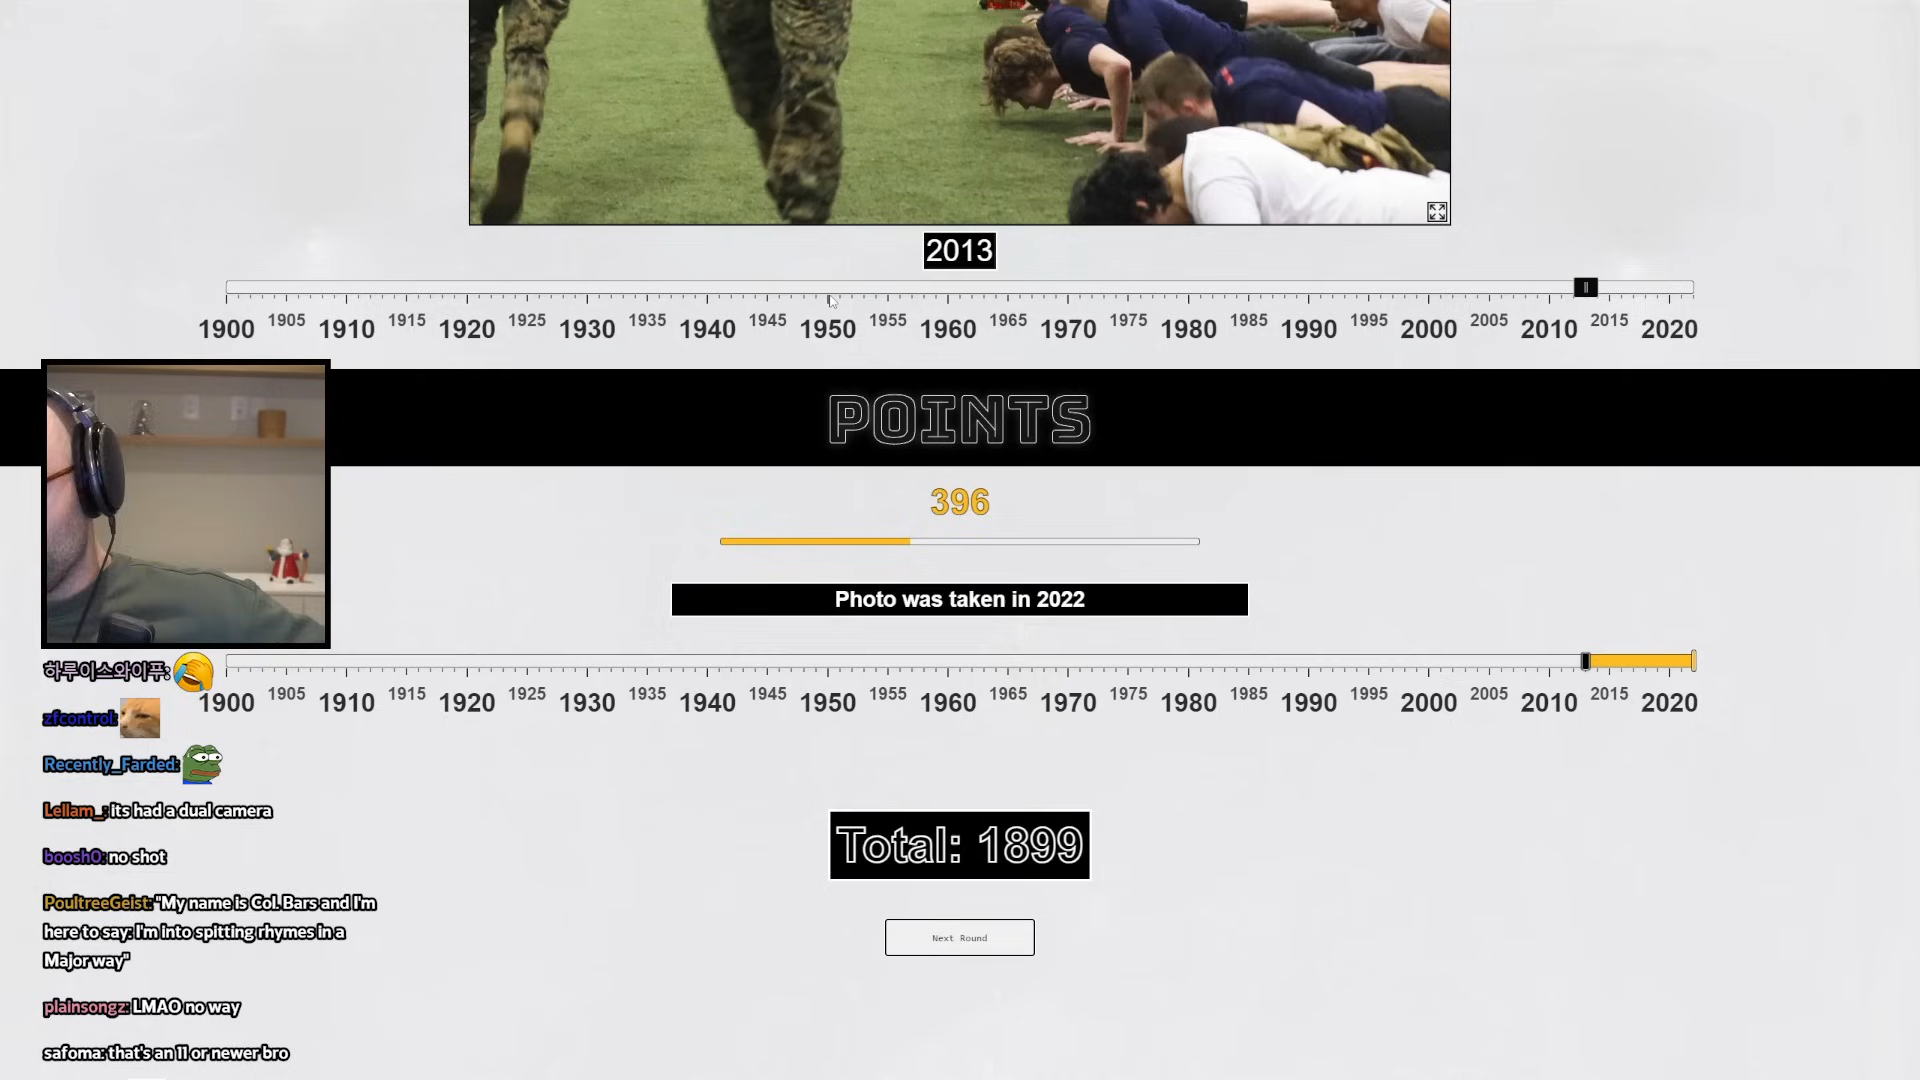 2013
1900 1905 1910 1915 1920 1925 1930 1935 1940 1945 1950 1955 1960 1965 1970 1975 1980 1985 1990 1995 2000 2005 2010 2015 2020
POINTS
396
Photo was taken in 2022
1900 1905 1910 1915 1920 1925 1930 1935 1940 1945 1950 1955 1960 1965 1970 1975 1980 1985 1990 1995 2000 2005 2010 2015 2020
Total: 1899
Next Round
하루이스와이푸:
zfcontrol:
Recently_Farded:
Lellam_: its had a dual camera
boosh0: no shot
PoultreeGeist: "My name is Col. Bars and I'm
here to say: I'm into spitting rhymes in a
Major way"
plainsongz: LMAO no way
safoma: that's an 11 or newer bro